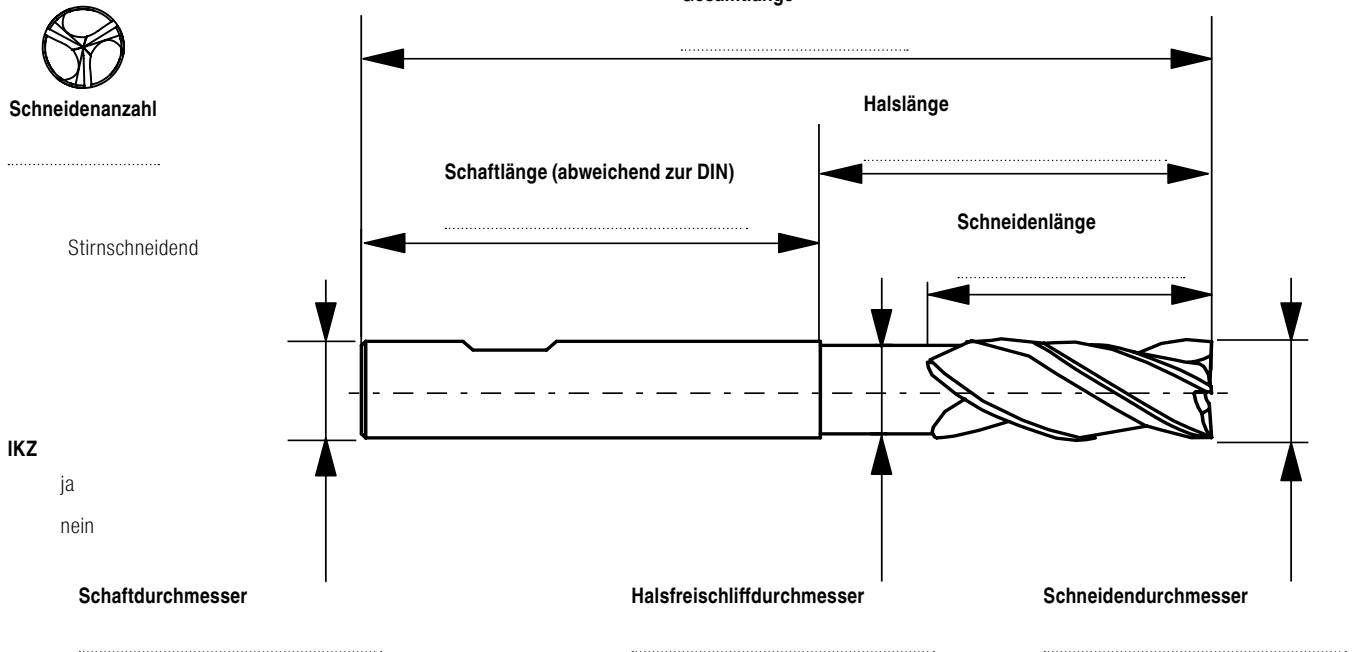 Gesamtlänge
Schneidenanzahl
Halslänge
Schaftlänge (abweichend zur DIN)
Schneidenlänge
Stirnschneidend
IKZ
ja
nein
Schaftdurchmesser
Halsfreischliffdurchmesser
Schneidendurchmesser